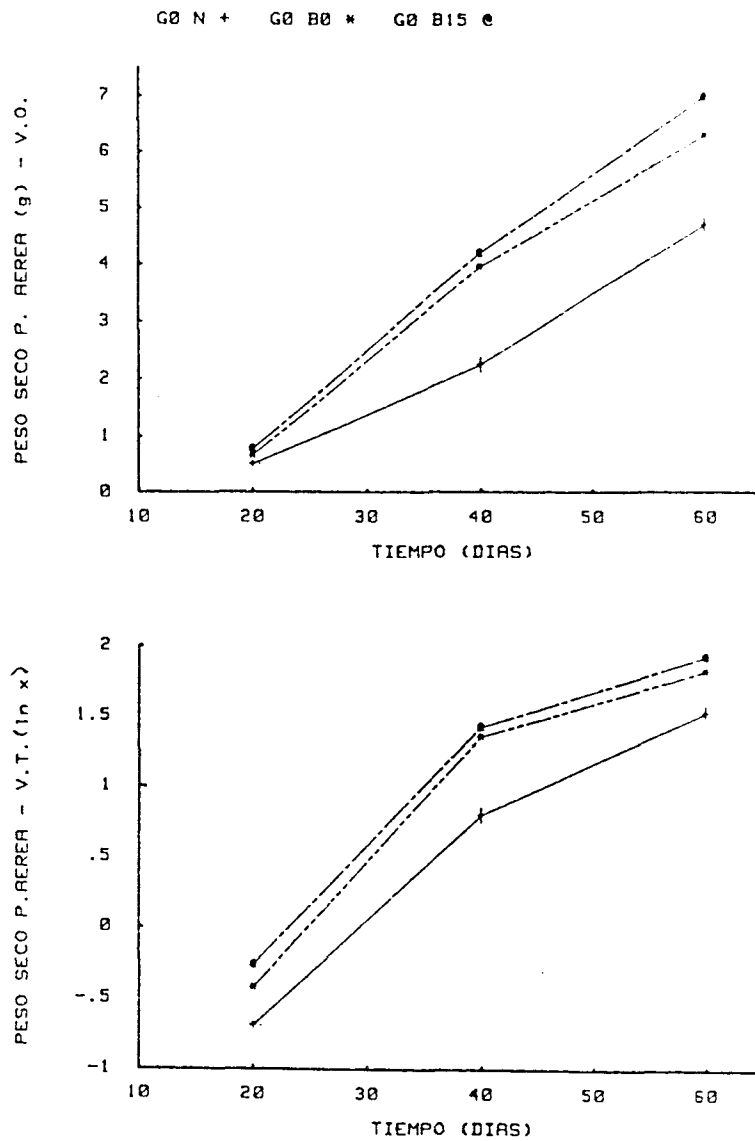 G0 N + G0 B0 * G0 B15 @
PESO SECO P. AEREA (g) - V.O.
7
6
5
4
3
2
1
0
10 20 30 40 50 60
TIEMPO (DIAS)
PESO SECO P.AEREA - V.T.(ln x)
2
1.5
1
.5
0
-.5
-1
10 20 30 40 50 60
TIEMPO (DIAS)